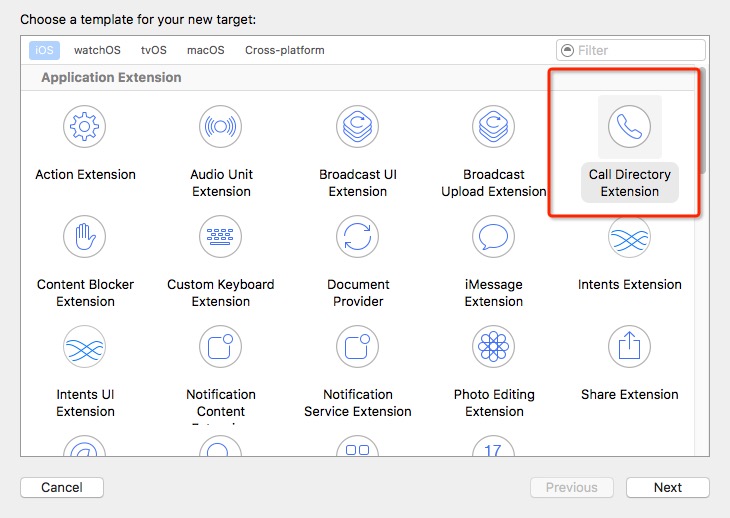 Choose a template for your new target:
iOS watchOS tvOS macOS Cross-platform Filter
Application Extension
Action Extension
Audio Unit
Extension
Broadcast UI
Extension
Broadcast
Upload Extension
Call Directory
Extension
Content Blocker
Extension
Custom Keyboard
Extension
Document
Provider
iMessage
Extension
Intents Extension
Intents UI
Extension
Notification
Content
Notification
Service Extension
Photo Editing
Extension
Share Extension
17
Cancel Previous Next